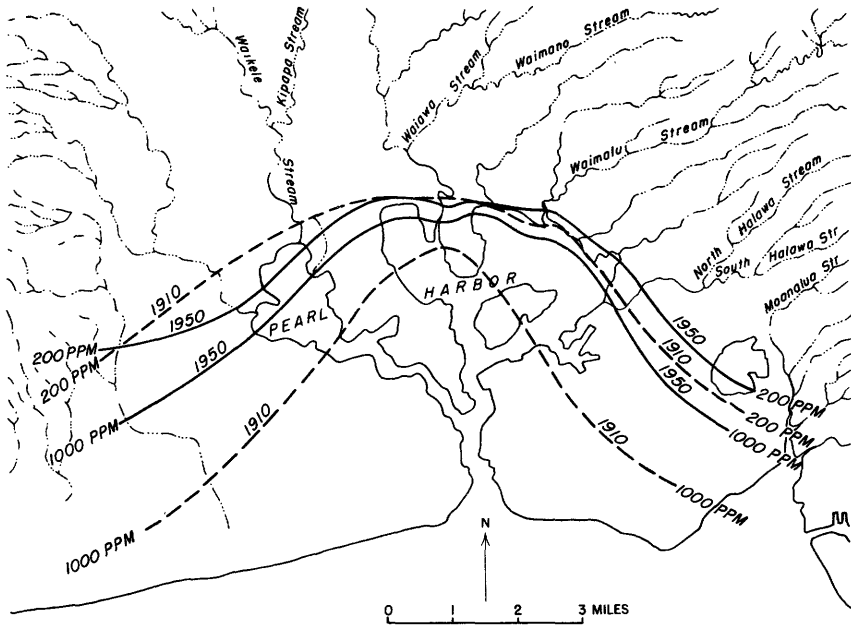 Waikele
Kipapa Stream
Stream
Waiawa Stream
Waimano Stream
Waimalu Stream
North Halawa Stream
South Halawa Str
Moanalua Str
1910
1950
200 PPM
200 PPM
1950
1000 PPM
1910
1000 PPM
PEARL HARBOR
1950
1910
1950
200 PPM
200 PPM
1000 PPM
1910
1000 PPM
N
0 1 2 3 MILES